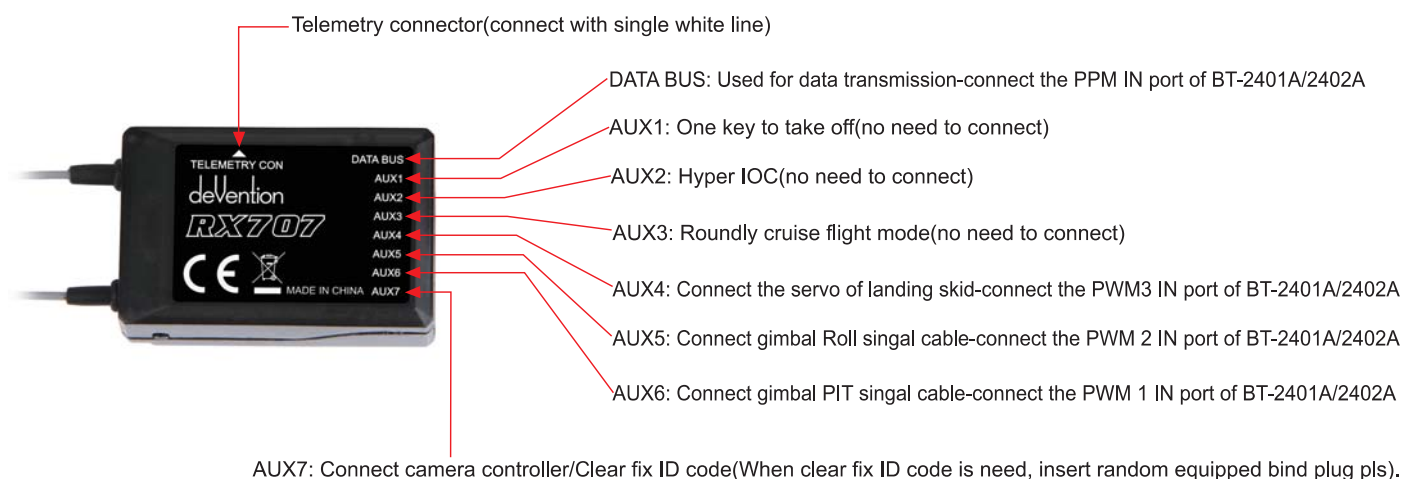 Telemetry connector(connect with single white line)
DATA BUS: Used for data transmission-connect the PPM IN port of BT-2401A/2402A
AUX1: One key to take off(no need to connect)
AUX2: Hyper IOC(no need to connect)
AUX3: Roundly cruise flight mode(no need to connect)
AUX4: Connect the servo of landing skid-connect the PWM3 IN port of BT-2401A/2402A
AUX5: Connect gimbal Roll singal cable-connect the PWM 2 IN port of BT-2401A/2402A
AUX6: Connect gimbal PIT singal cable-connect the PWM 1 IN port of BT-2401A/2402A
AUX7: Connect camera controller/Clear fix ID code(When clear fix ID code is need, insert random equipped bind plug pls).
TELEMETRY CON
deVention
RX707
CE
MADE IN CHINA
DATA BUS
AUX1
AUX2
AUX3
AUX4
AUX5
AUX6
AUX7